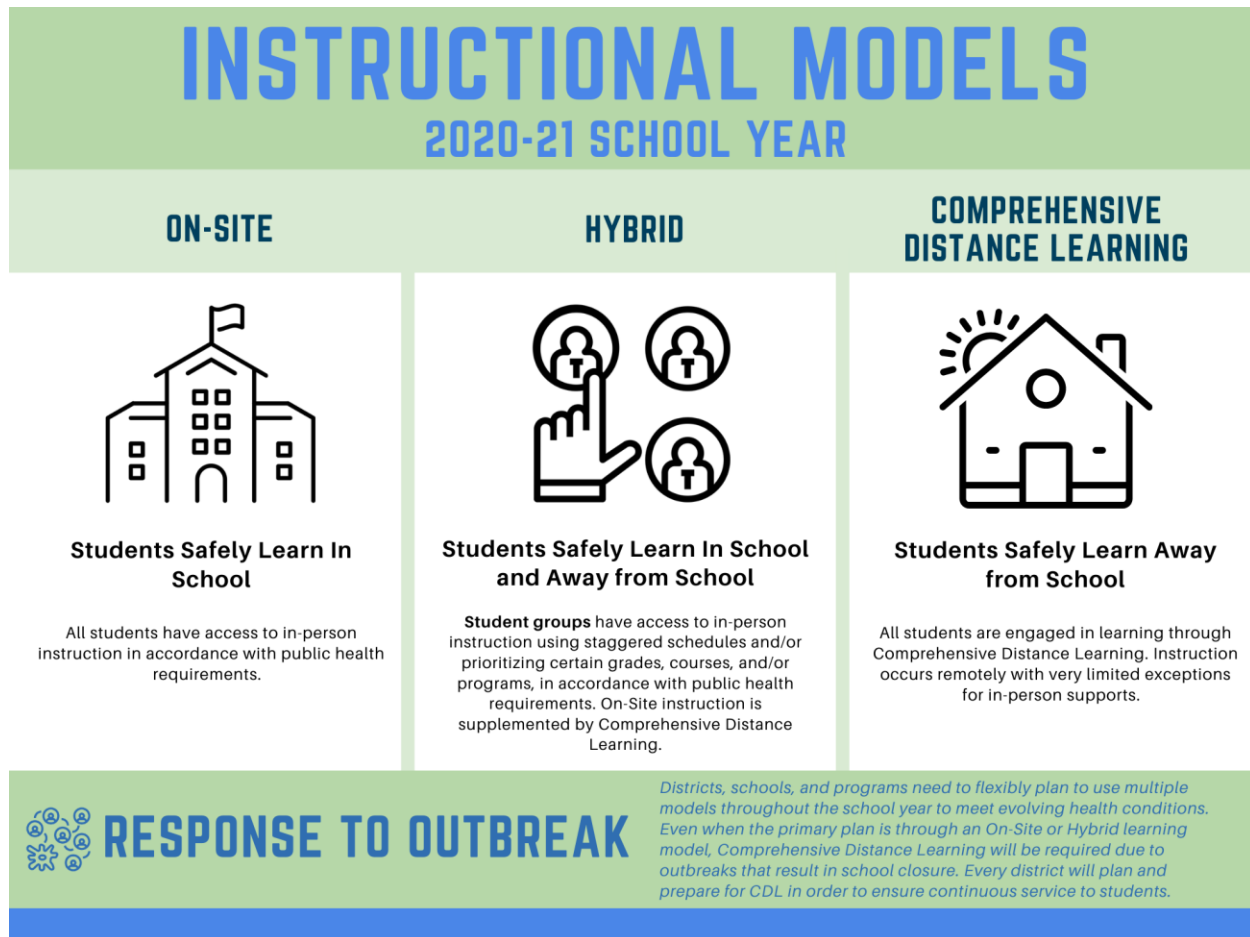 INSTRUCTIONAL MODELS
2020-21 SCHOOL YEAR
ON-SITE
HYBRID
COMPREHENSIVE
DISTANCE LEARNING
Students Safely Learn In
School
All students have access to in-person
instruction in accordance with public health
requirements.
T
T
T
Students Safely Learn In School
and Away from School
Student groups have access to in-person
instruction using staggered schedules and/or
prioritizing certain grades, courses, and/or
programs, in accordance with public health
requirements. On-Site instruction is
supplemented by Comprehensive Distance
Learning.
Students Safely Learn Away
from School
All students are engaged in learning through
Comprehensive Distance Learning. Instruction
occurs remotely with very limited exceptions
for in-person supports.
RESPONSE TO OUTBREAK
Districts, schools, and programs need to flexibly plan to use multiple
models throughout the school year to meet evolving health conditions.
Even when the primary plan is through an On-Site or Hybrid learning
model, Comprehensive Distance Learning will be required due to
outbreaks that result in school closure. Every district will plan and
prepare for CDL in order to ensure continuous service to students.